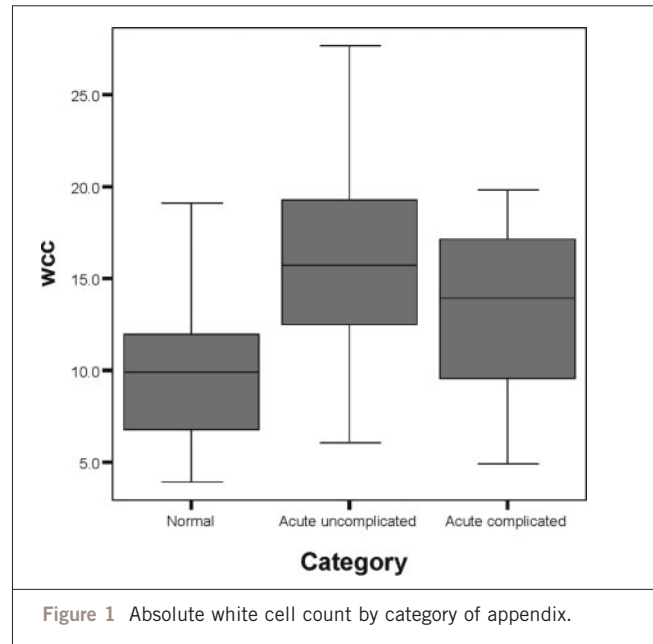 25.0
20.0
15.0
10.0
5.0
wcc
Normal
Acute uncomplicated
Acute complicated
Category
Figure 1 Absolute white cell count by category of appendix.